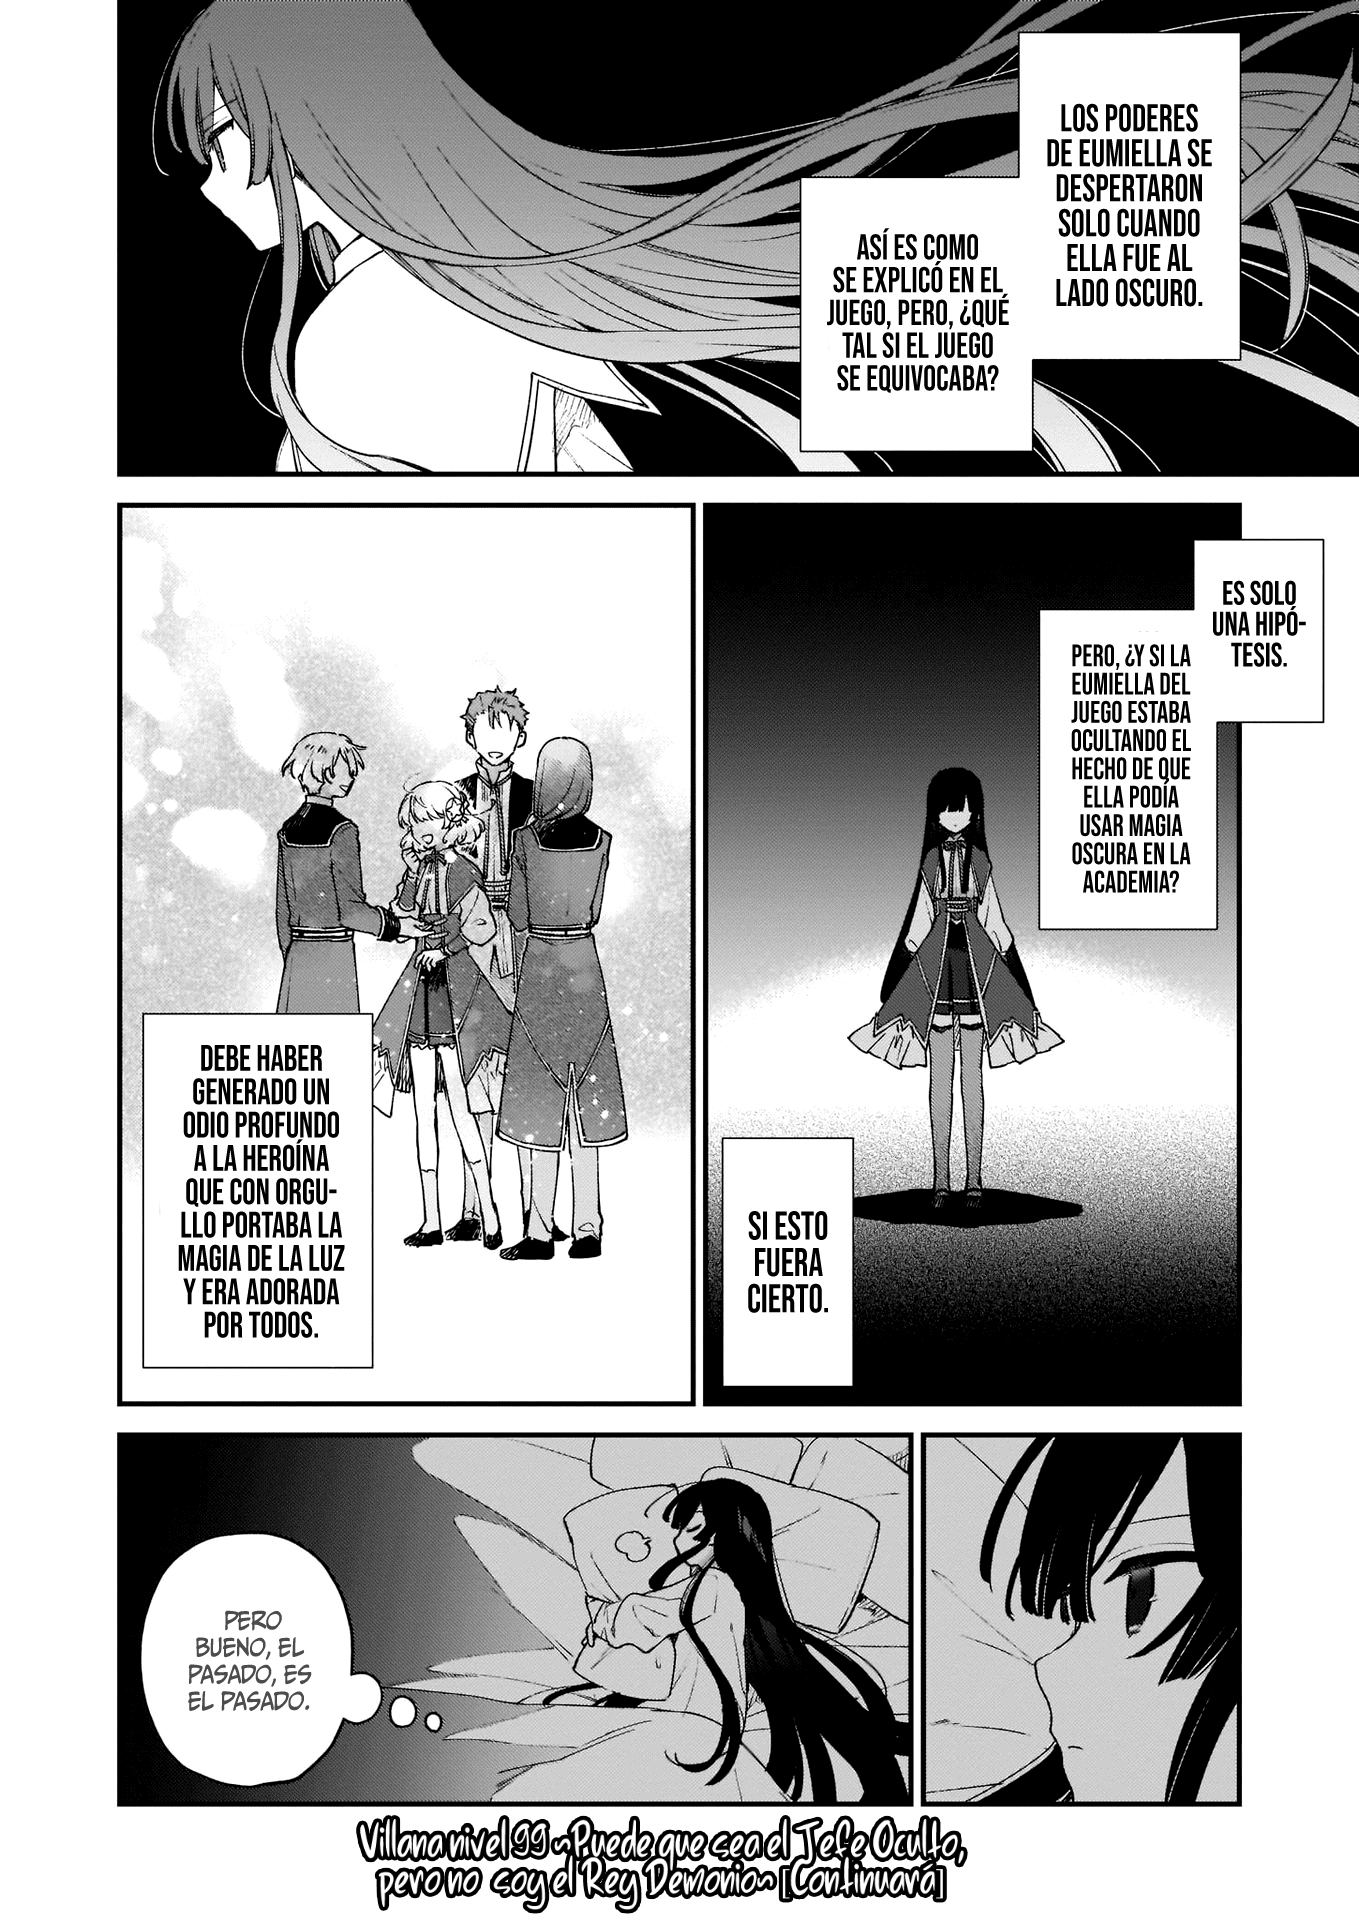 LOS PODERES
DE EUMIELLA SE
DESPERTARON
SOLO CUANDO
ELLA FUE AL
LADO OSCURO.
ASÍ ES COMO
SE EXPLICÓ EN EL
JUEGO, PERO, ¿QUÉ
TAL SI EL JUEGO
SE EQUIVOCABA?
ES SOLO
UNA HIPÓ-
TESIS.
PERO, ¿Y SI LA
EUMIELLA DEL
JUEGO ESTABA
OCULTANDO EL
HECHO DE QUE
ELLA PODÍA
USAR MAGIA
OSCURA EN LA
ACADEMIA?
SI ESTO
FUERA
CIERTO.
DEBE HABER
GENERADO UN
ODIO PROFUNDO
A LA HEROÍNA
QUE CON ORGU-
LLO PORTABA LA
MAGIA DE LA LUZ
Y ERA ADORADA
POR TODOS.
PERO
BUENO, EL
PASADO, ES
EL PASADO.
Villana nivel 99 ~Puede que sea el Jefe Oculto,
pero no soy el Rey Demonio~ [Continuará]